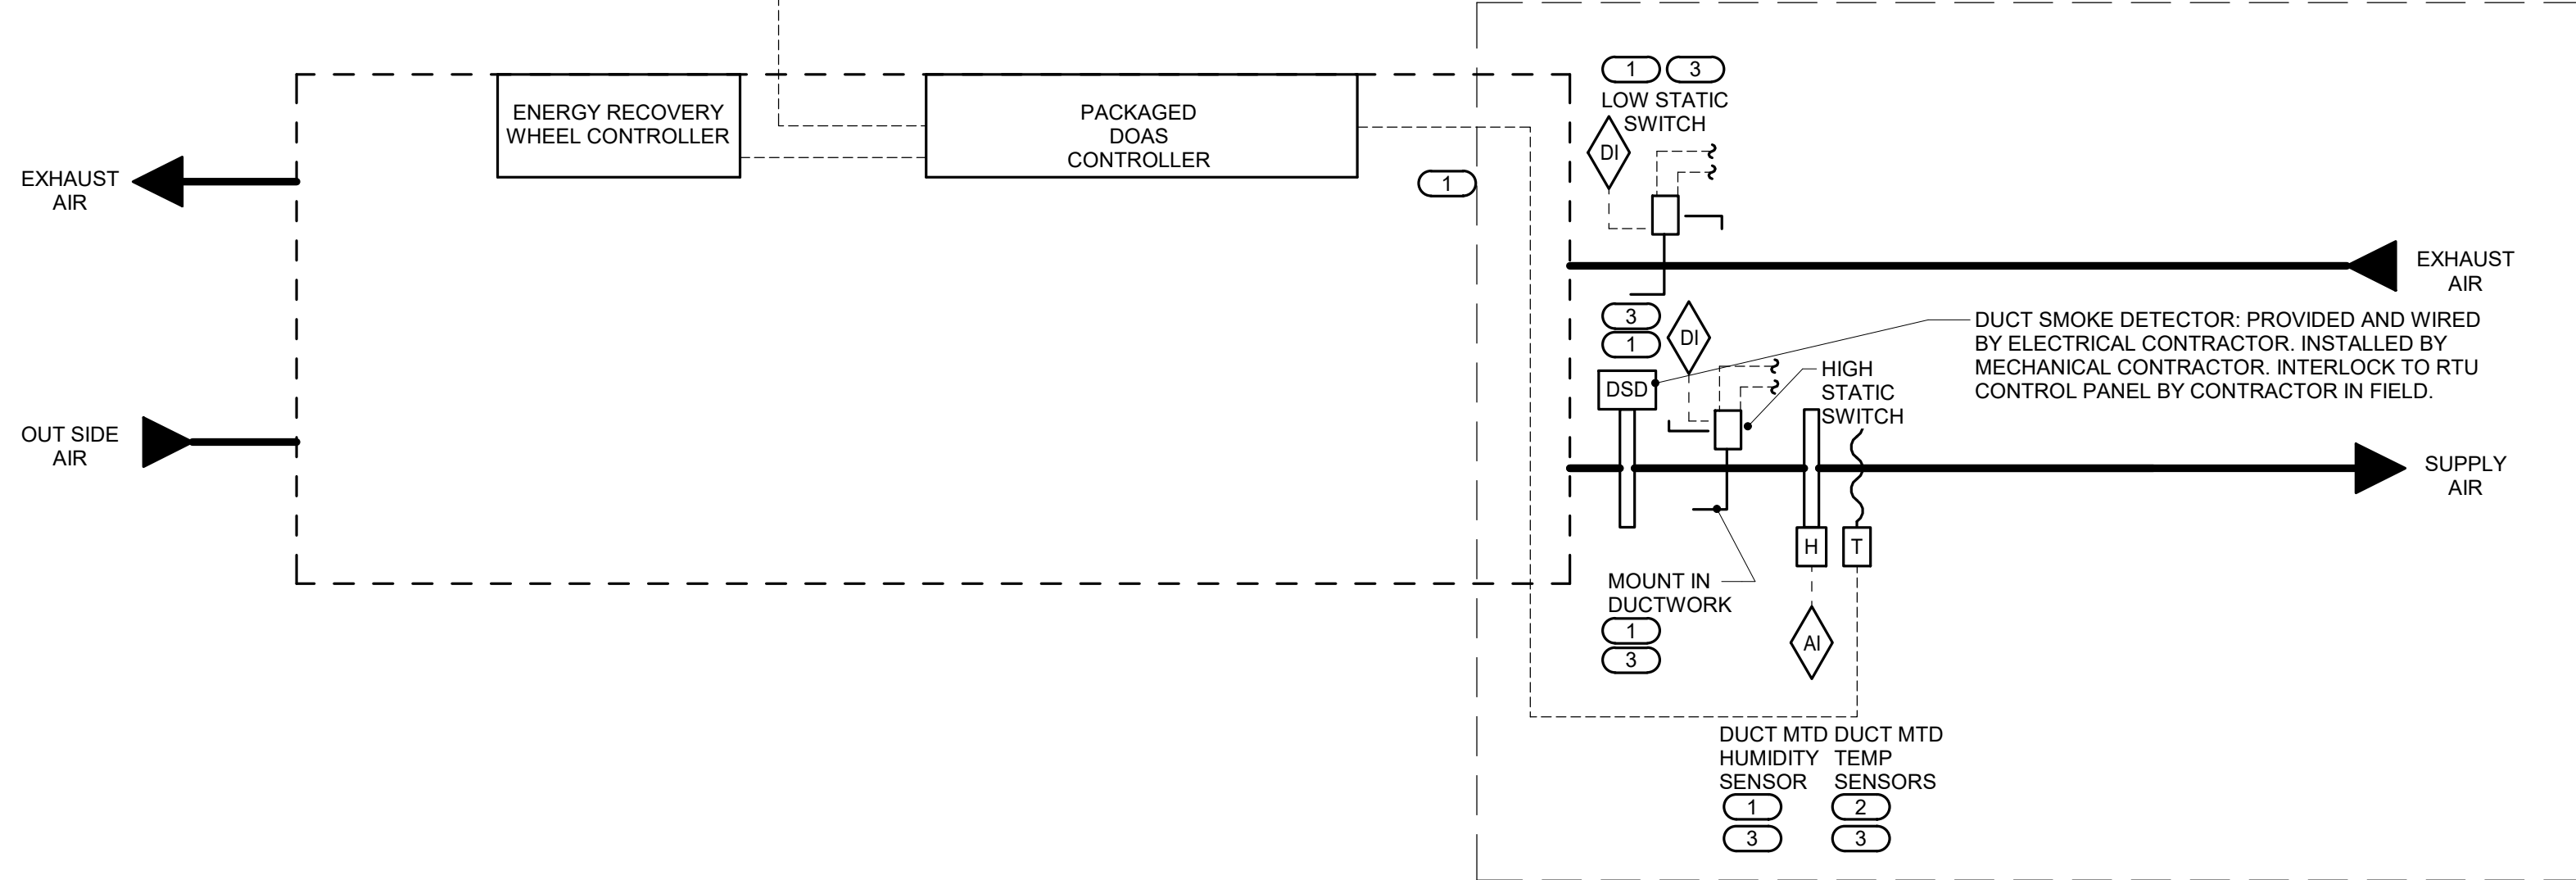 ENERGY RECOVERY
WHEEL CONTROLLER
PACKAGED
DOAS
CONTROLLER
EXHAUST
AIR
OUT SIDE
AIR
1
1 3
LOW STATIC
SWITCH
DI
EXHAUST
AIR
3
1
DI
DSD
DUCT SMOKE DETECTOR: PROVIDED AND WIRED
BY ELECTRICAL CONTRACTOR. INSTALLED BY
MECHANICAL CONTRACTOR. INTERLOCK TO RTU
CONTROL PANEL BY CONTRACTOR IN FIELD.
HIGH
STATIC
SWITCH
SUPPLY
AIR
H
T
MOUNT IN
DUCTWORK
1
3
AI
DUCT MTD
HUMIDITY
SENSOR
1
3
DUCT MTD
TEMP
SENSORS
2
3